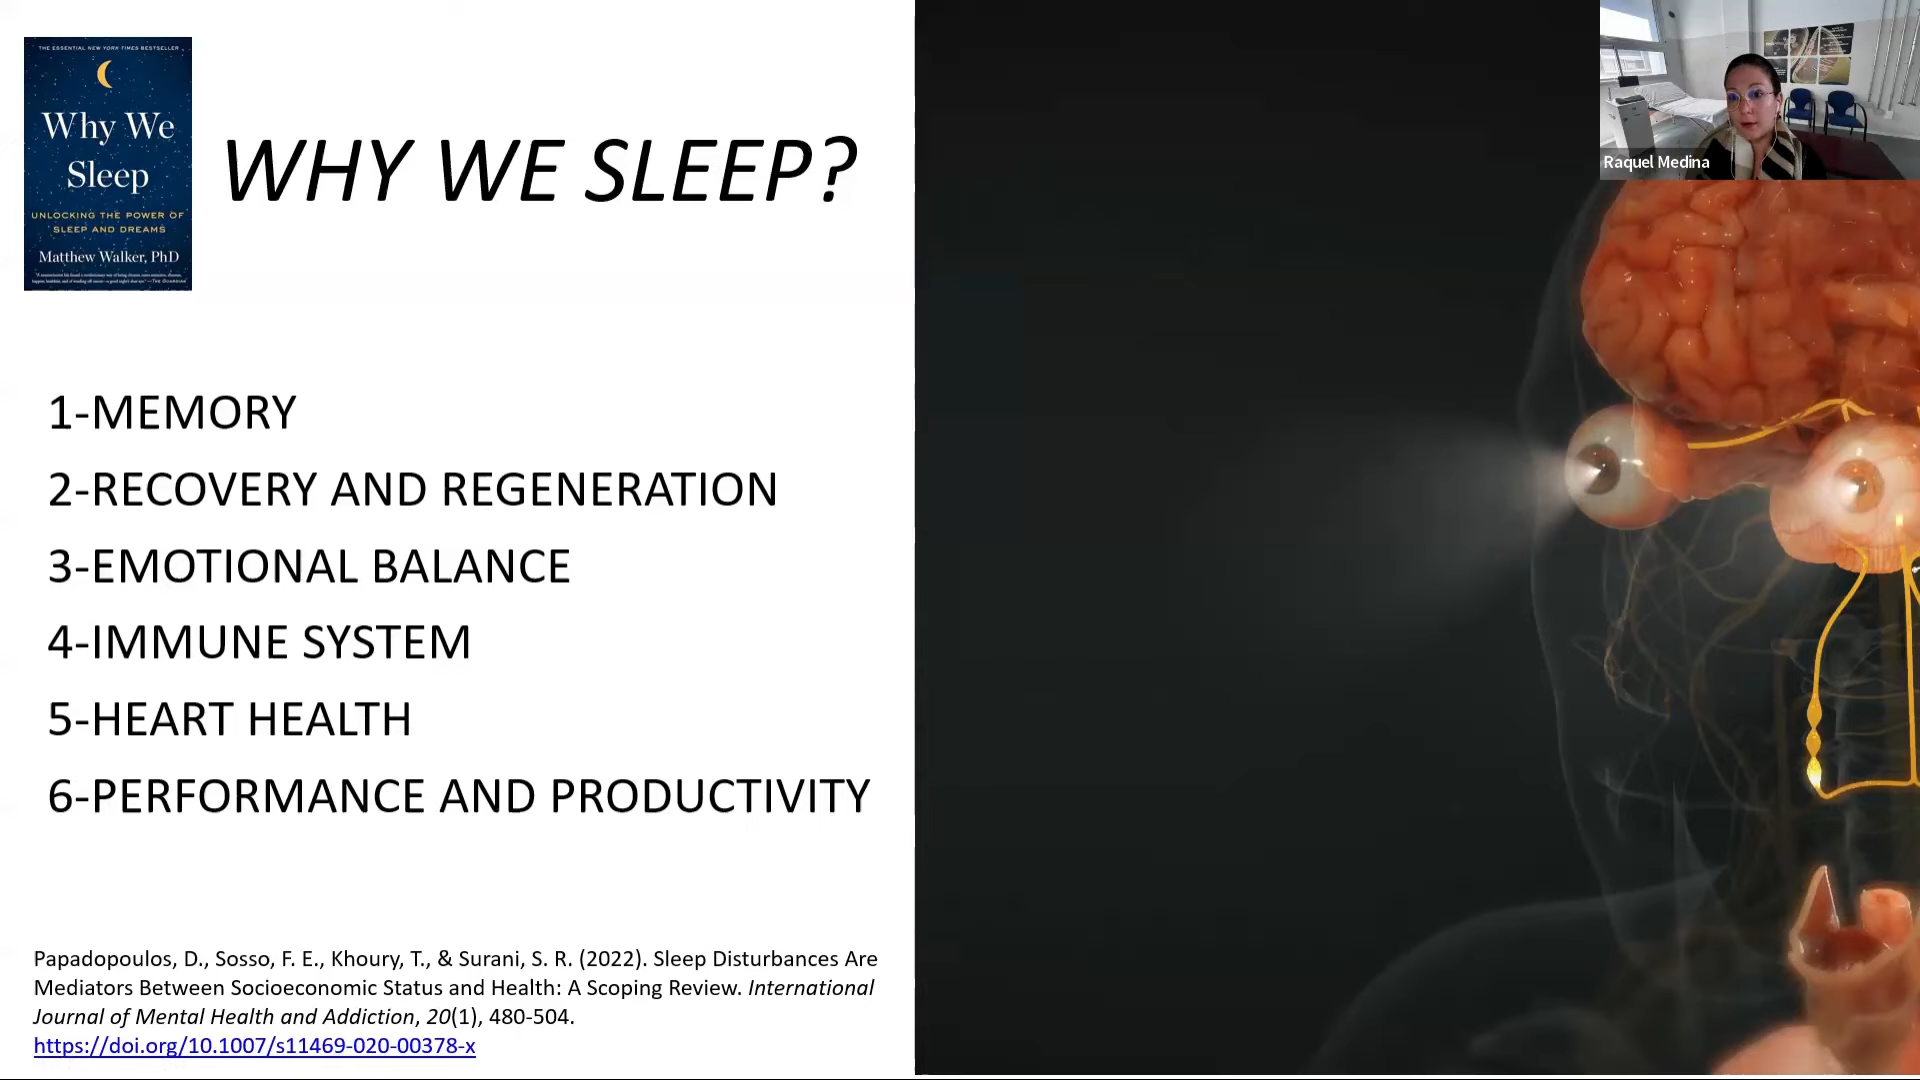 THE ESSENTIAL NEW YORK TIMES BESTSELLER
Why We
Sleep
UNLOCKING THE POWER OF
SLEEP AND DREAMS
Matthew Walker, PhD
WHY WE SLEEP?
Raquel Medina
1-MEMORY
2-RECOVERY AND REGENERATION
3-EMOTIONAL BALANCE
4-IMMUNE SYSTEM
5-HEART HEALTH
6-PERFORMANCE AND PRODUCTIVITY
Papadopoulos, D., Sosso, F. E., Khoury, T., & Surani, S. R. (2022). Sleep Disturbances Are
Mediators Between Socioeconomic Status and Health: A Scoping Review. International
Journal of Mental Health and Addiction, 20(1), 480-504.
https://doi.org/10.1007/s11469-020-00378-x